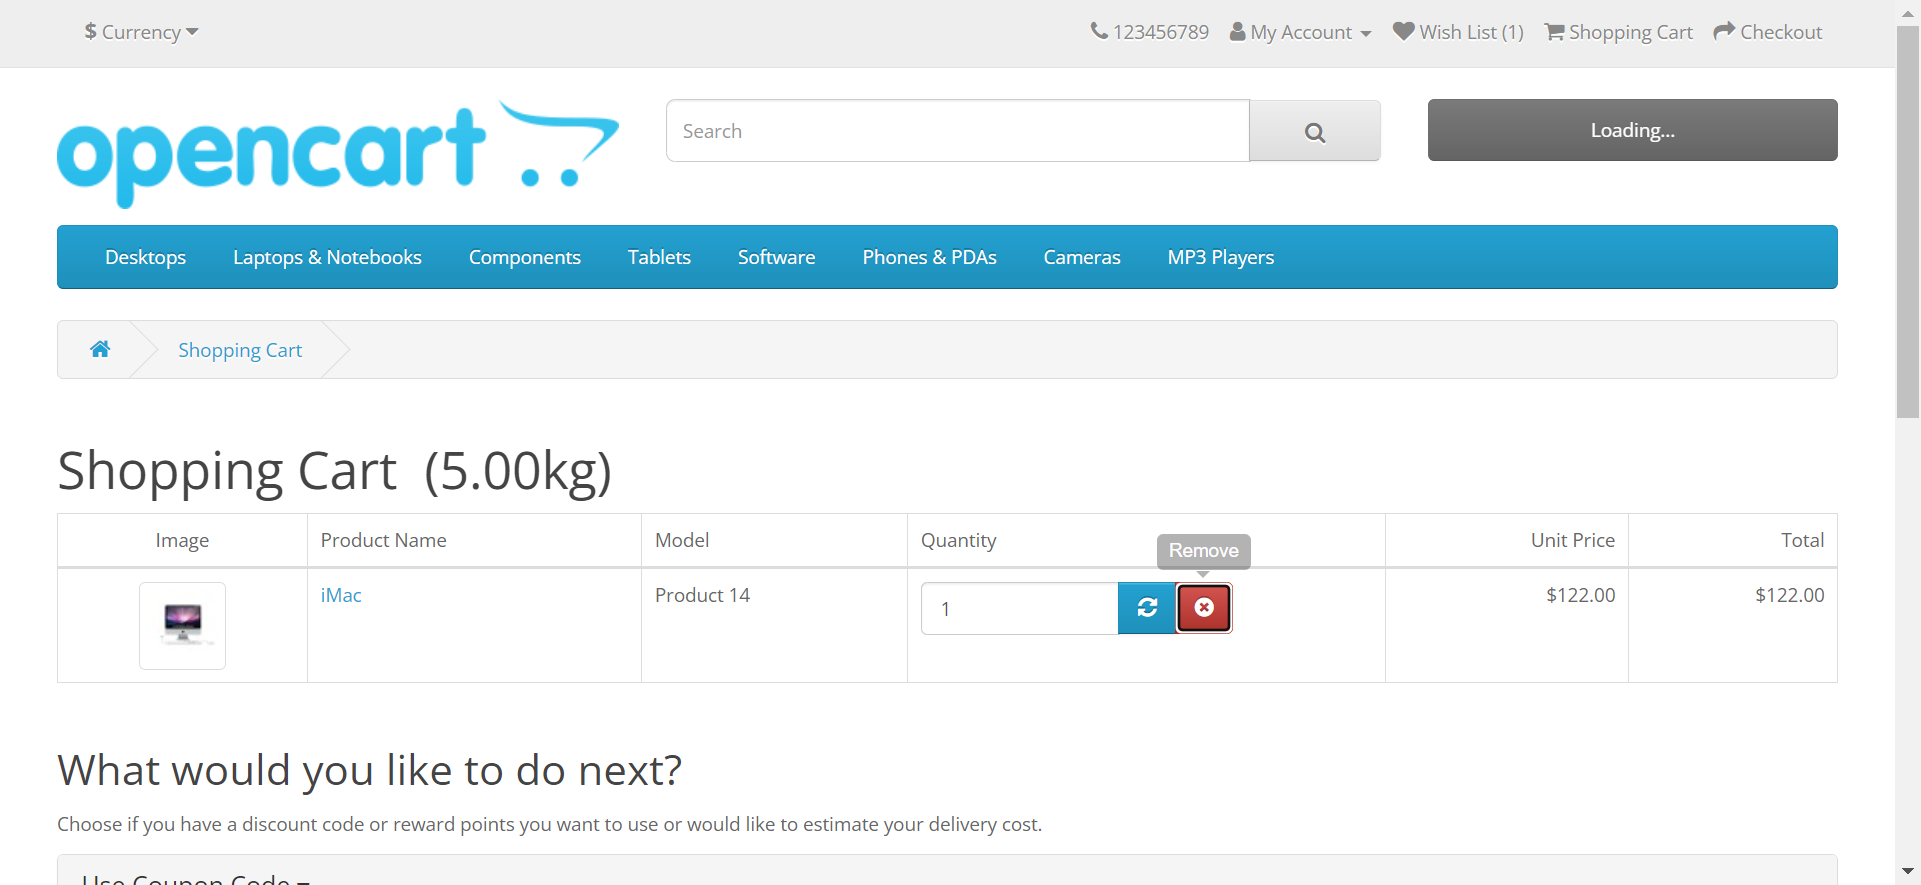 $ Currency
123456789 My Account Wish List (1) Shopping Cart Checkout
opencart
Search
Loading...
Desktops Laptops & Notebooks Components Tablets Software Phones & PDAs Cameras MP3 Players
Shopping Cart
Shopping Cart (5.00kg)
Image Product Name Model Quantity Unit Price Total
Remove
iMac Product 14 1 $122.00 $122.00
What would you like to do next?
Choose if you have a discount code or reward points you want to use or would like to estimate your delivery cost.
Use Coupon Code